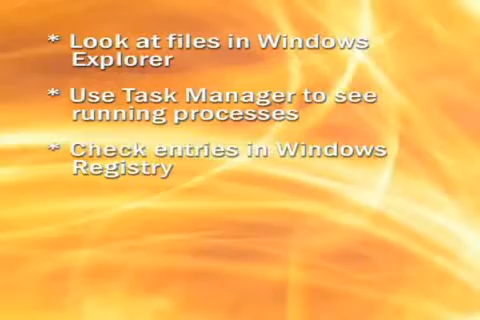 * Look at files in Windows
Explorer
* Use Task Manager to see
running processes
* Check entries in Windows
Registry